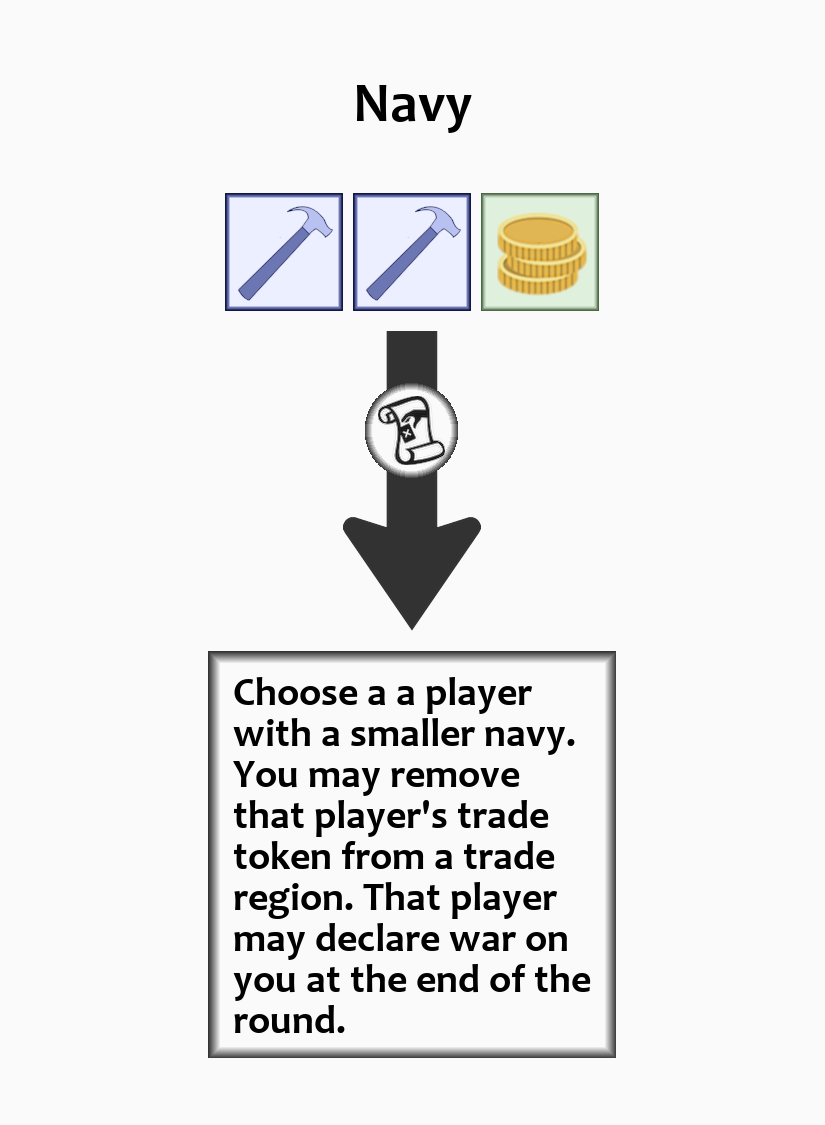 Navy
Choose a a player
with a smaller navy.
You may remove
that player's trade
token from a trade
region. That player
may declare war on
you at the end of the
round.